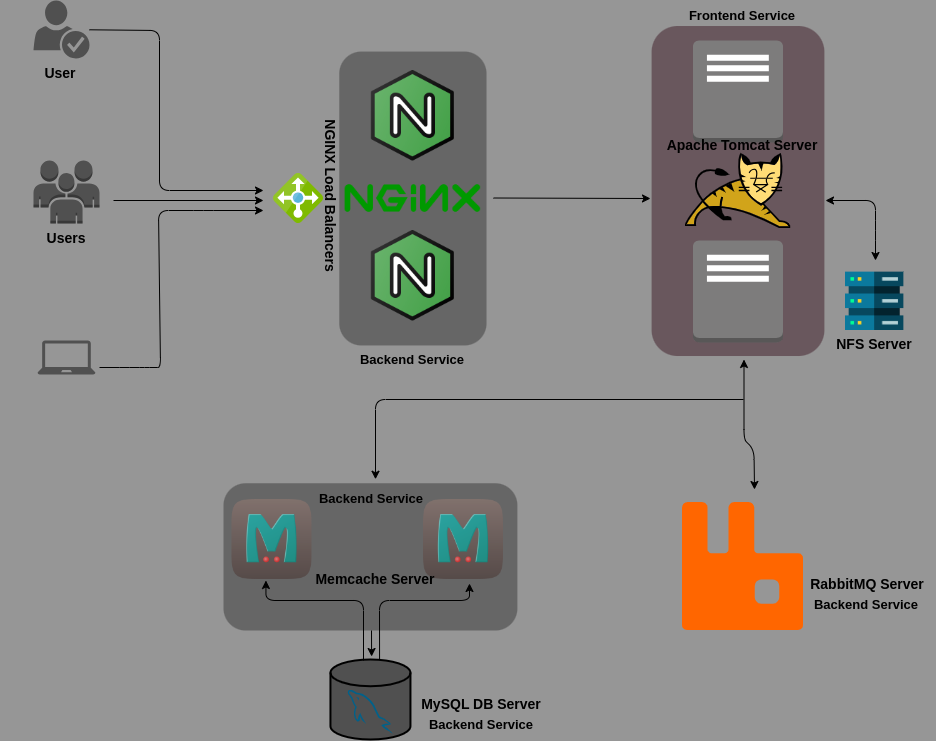 Frontend Service
User
NGINX Load Balancers
N
NGINX
N
Apache Tomcat Server
Users
NFS Server
Backend Service
Backend Service
M
M
Memcache Server
RabbitMQ Server
Backend Service
MySQL DB Server
Backend Service